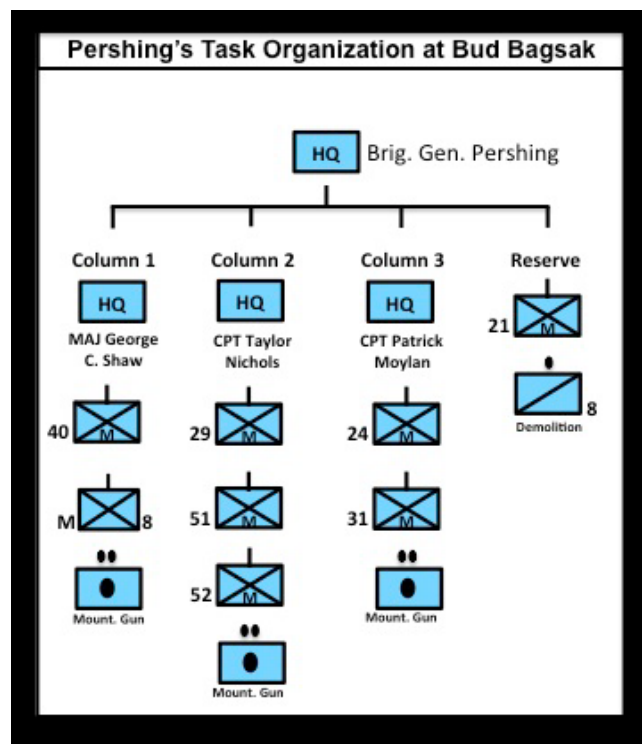 Pershing's Task Organization at Bud Bagsak
HQ Brig. Gen. Pershing
Column 1
HQ
MAJ George
C. Shaw
40 M
M 8
Mount. Gun
Column 2
HQ
CPT Taylor
Nichols
29 M
51 M
52 M
Mount. Gun
Column 3
HQ
CPT Patrick
Moylan
24 M
31 M
Mount. Gun
Reserve
21 M
8
Demolition